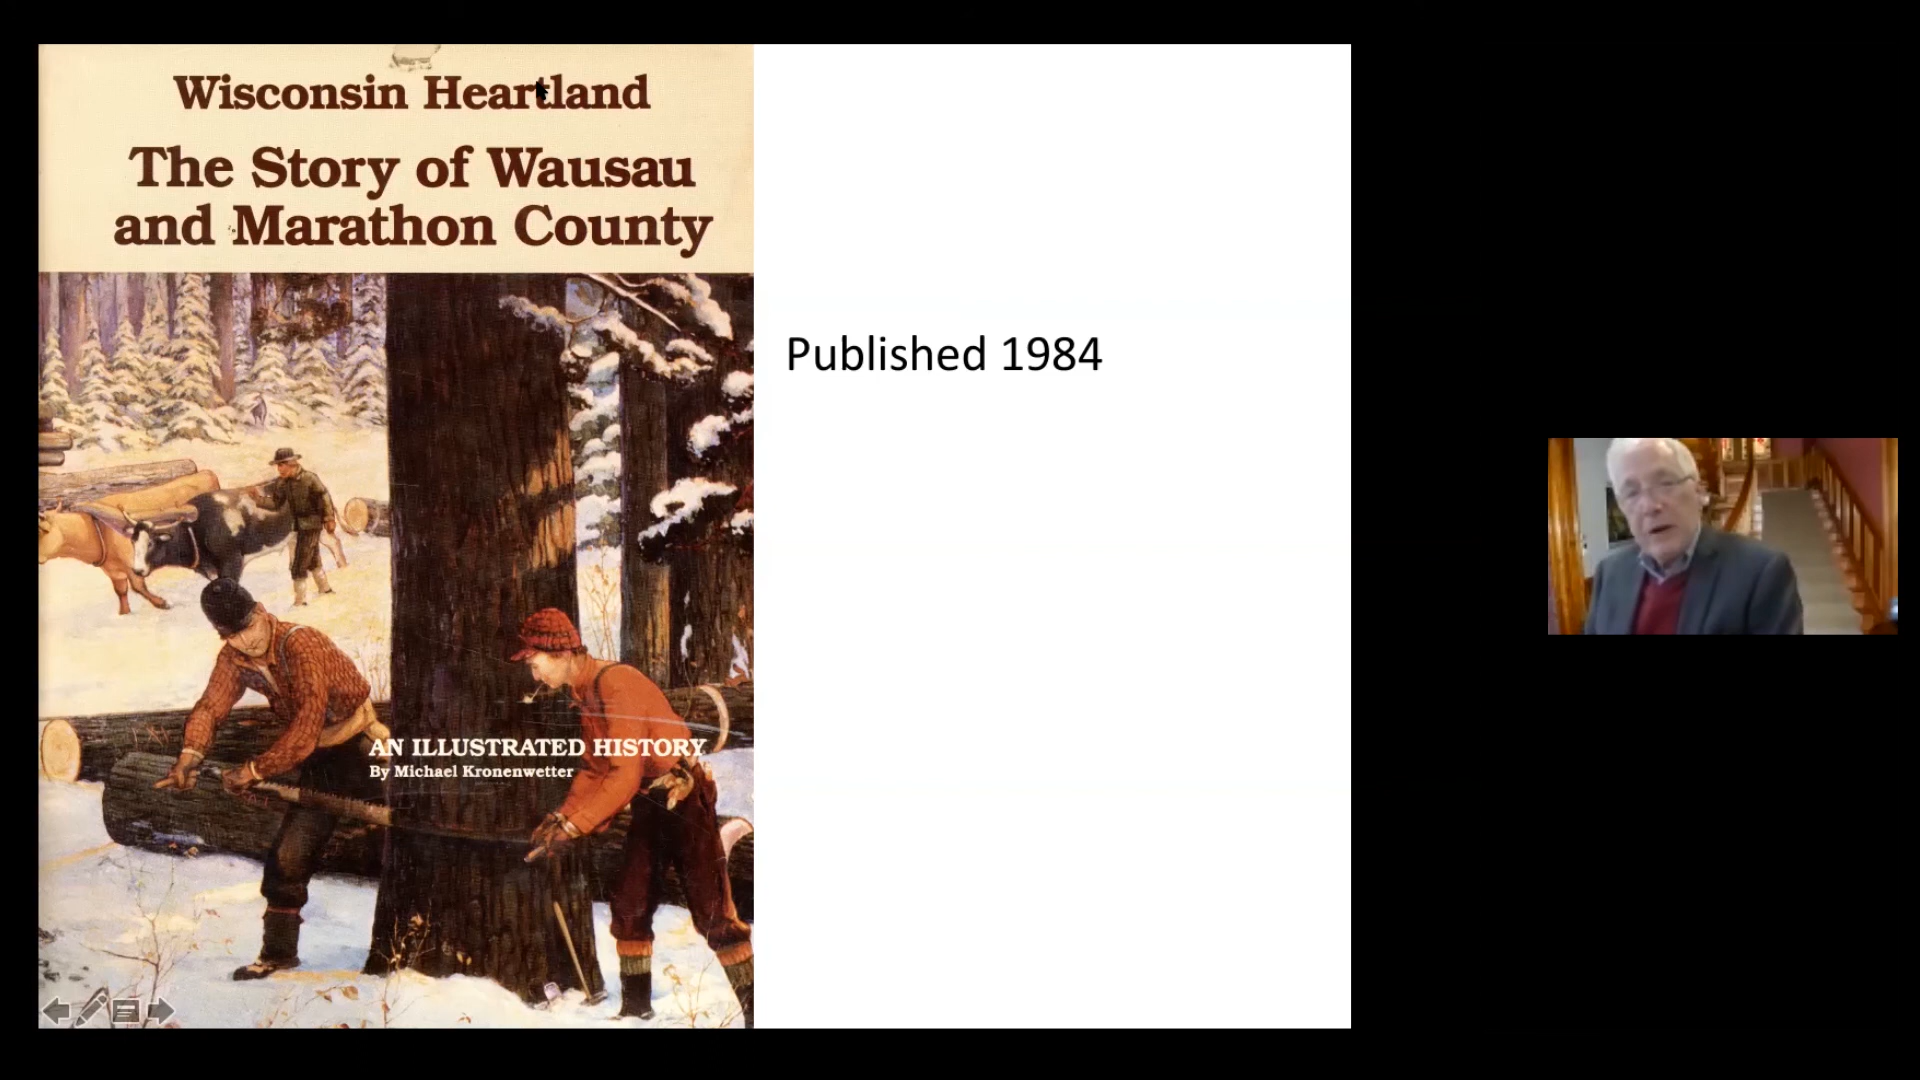 Wisconsin Heartland
The Story of Wausau
and Marathon County
AN ILLUSTRATED HISTORY
By Michael Kronenwetter
Published 1984